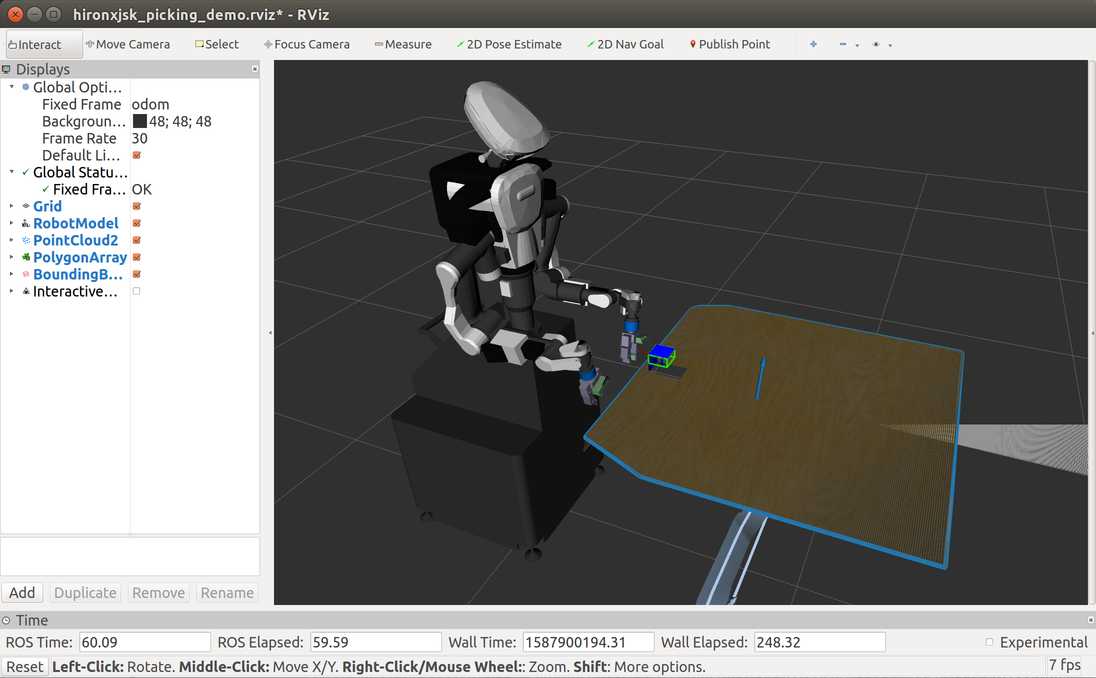 hironxjsk_picking_demo.rviz* - RViz
Interact Move Camera Select Focus Camera Measure 2D Pose Estimate 2D Nav Goal Publish Point
Displays
Global Opti...
Fixed Frame odom
Backgroun... 48; 48; 48
Frame Rate 30
Default Li...
Global Statu...
Fixed Fra... OK
Grid
RobotModel
PointCloud2
PolygonArray
BoundingB...
Interactive...
Add Duplicate Remove Rename
Time
ROS Time: 60.09 ROS Elapsed: 59.59 Wall Time: 1587900194.31 Wall Elapsed: 248.32 Experimental
Reset Left-Click: Rotate. Middle-Click: Move X/Y. Right-Click/Mouse Wheel:: Zoom. Shift: More options. 7 fps